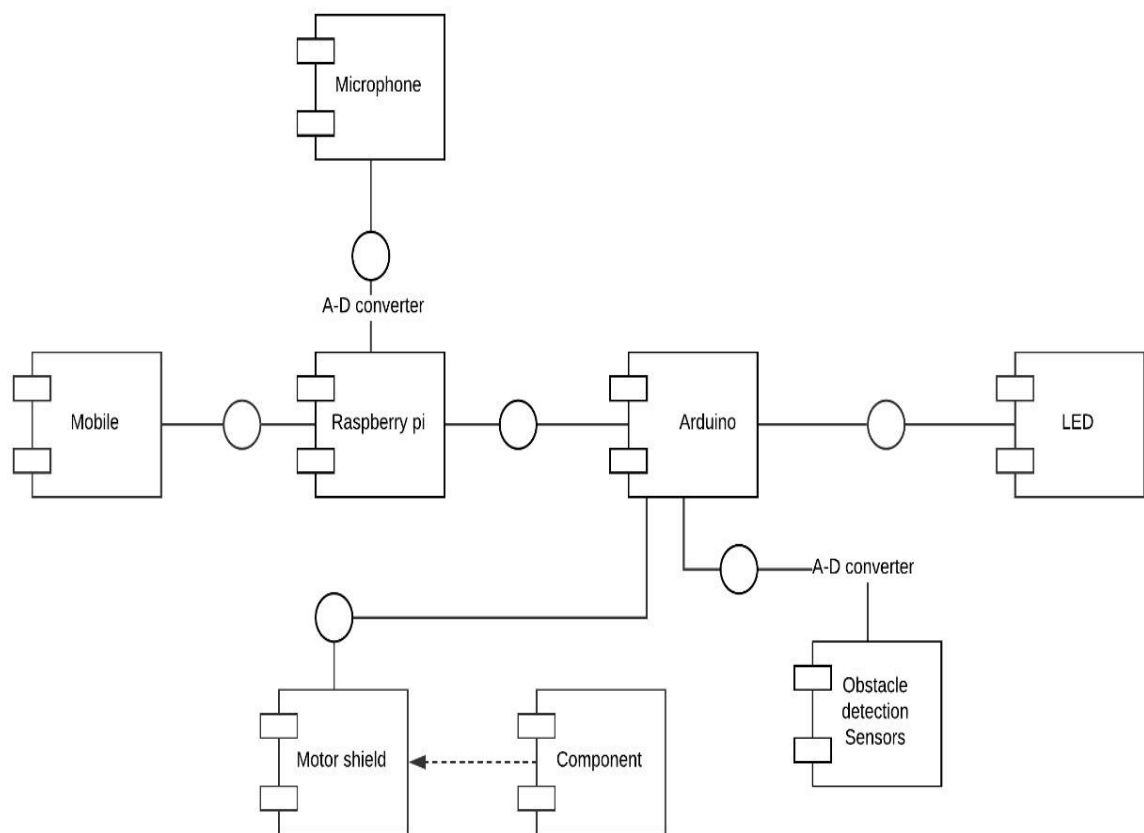 Microphone
A-D converter
Mobile
Raspberry pi
Arduino
LED
A-D converter
Obstacle
detection
Sensors
Motor shield
Component